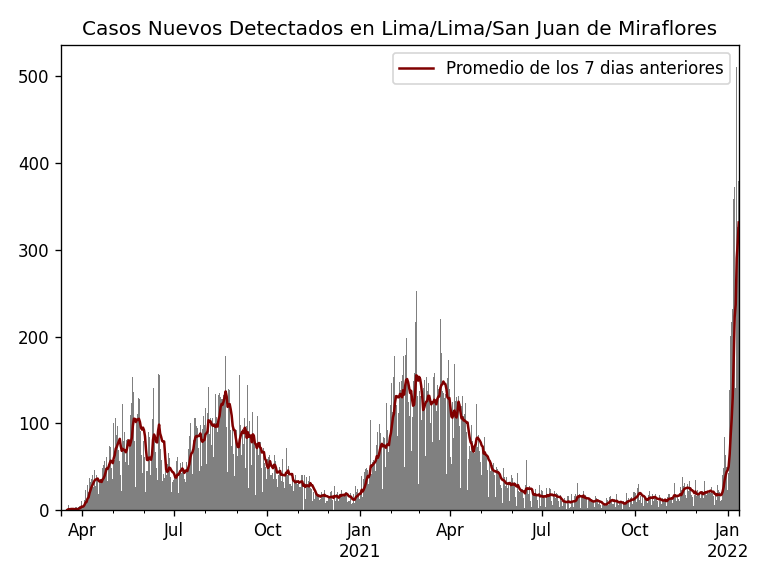 Casos Nuevos Detectados en Lima/Lima/San Juan de Miraflores
Promedio de los 7 dias anteriores
500
400
300
200
100
0
Apr Jul Oct Jan Apr Jul Oct Jan
2021 2022